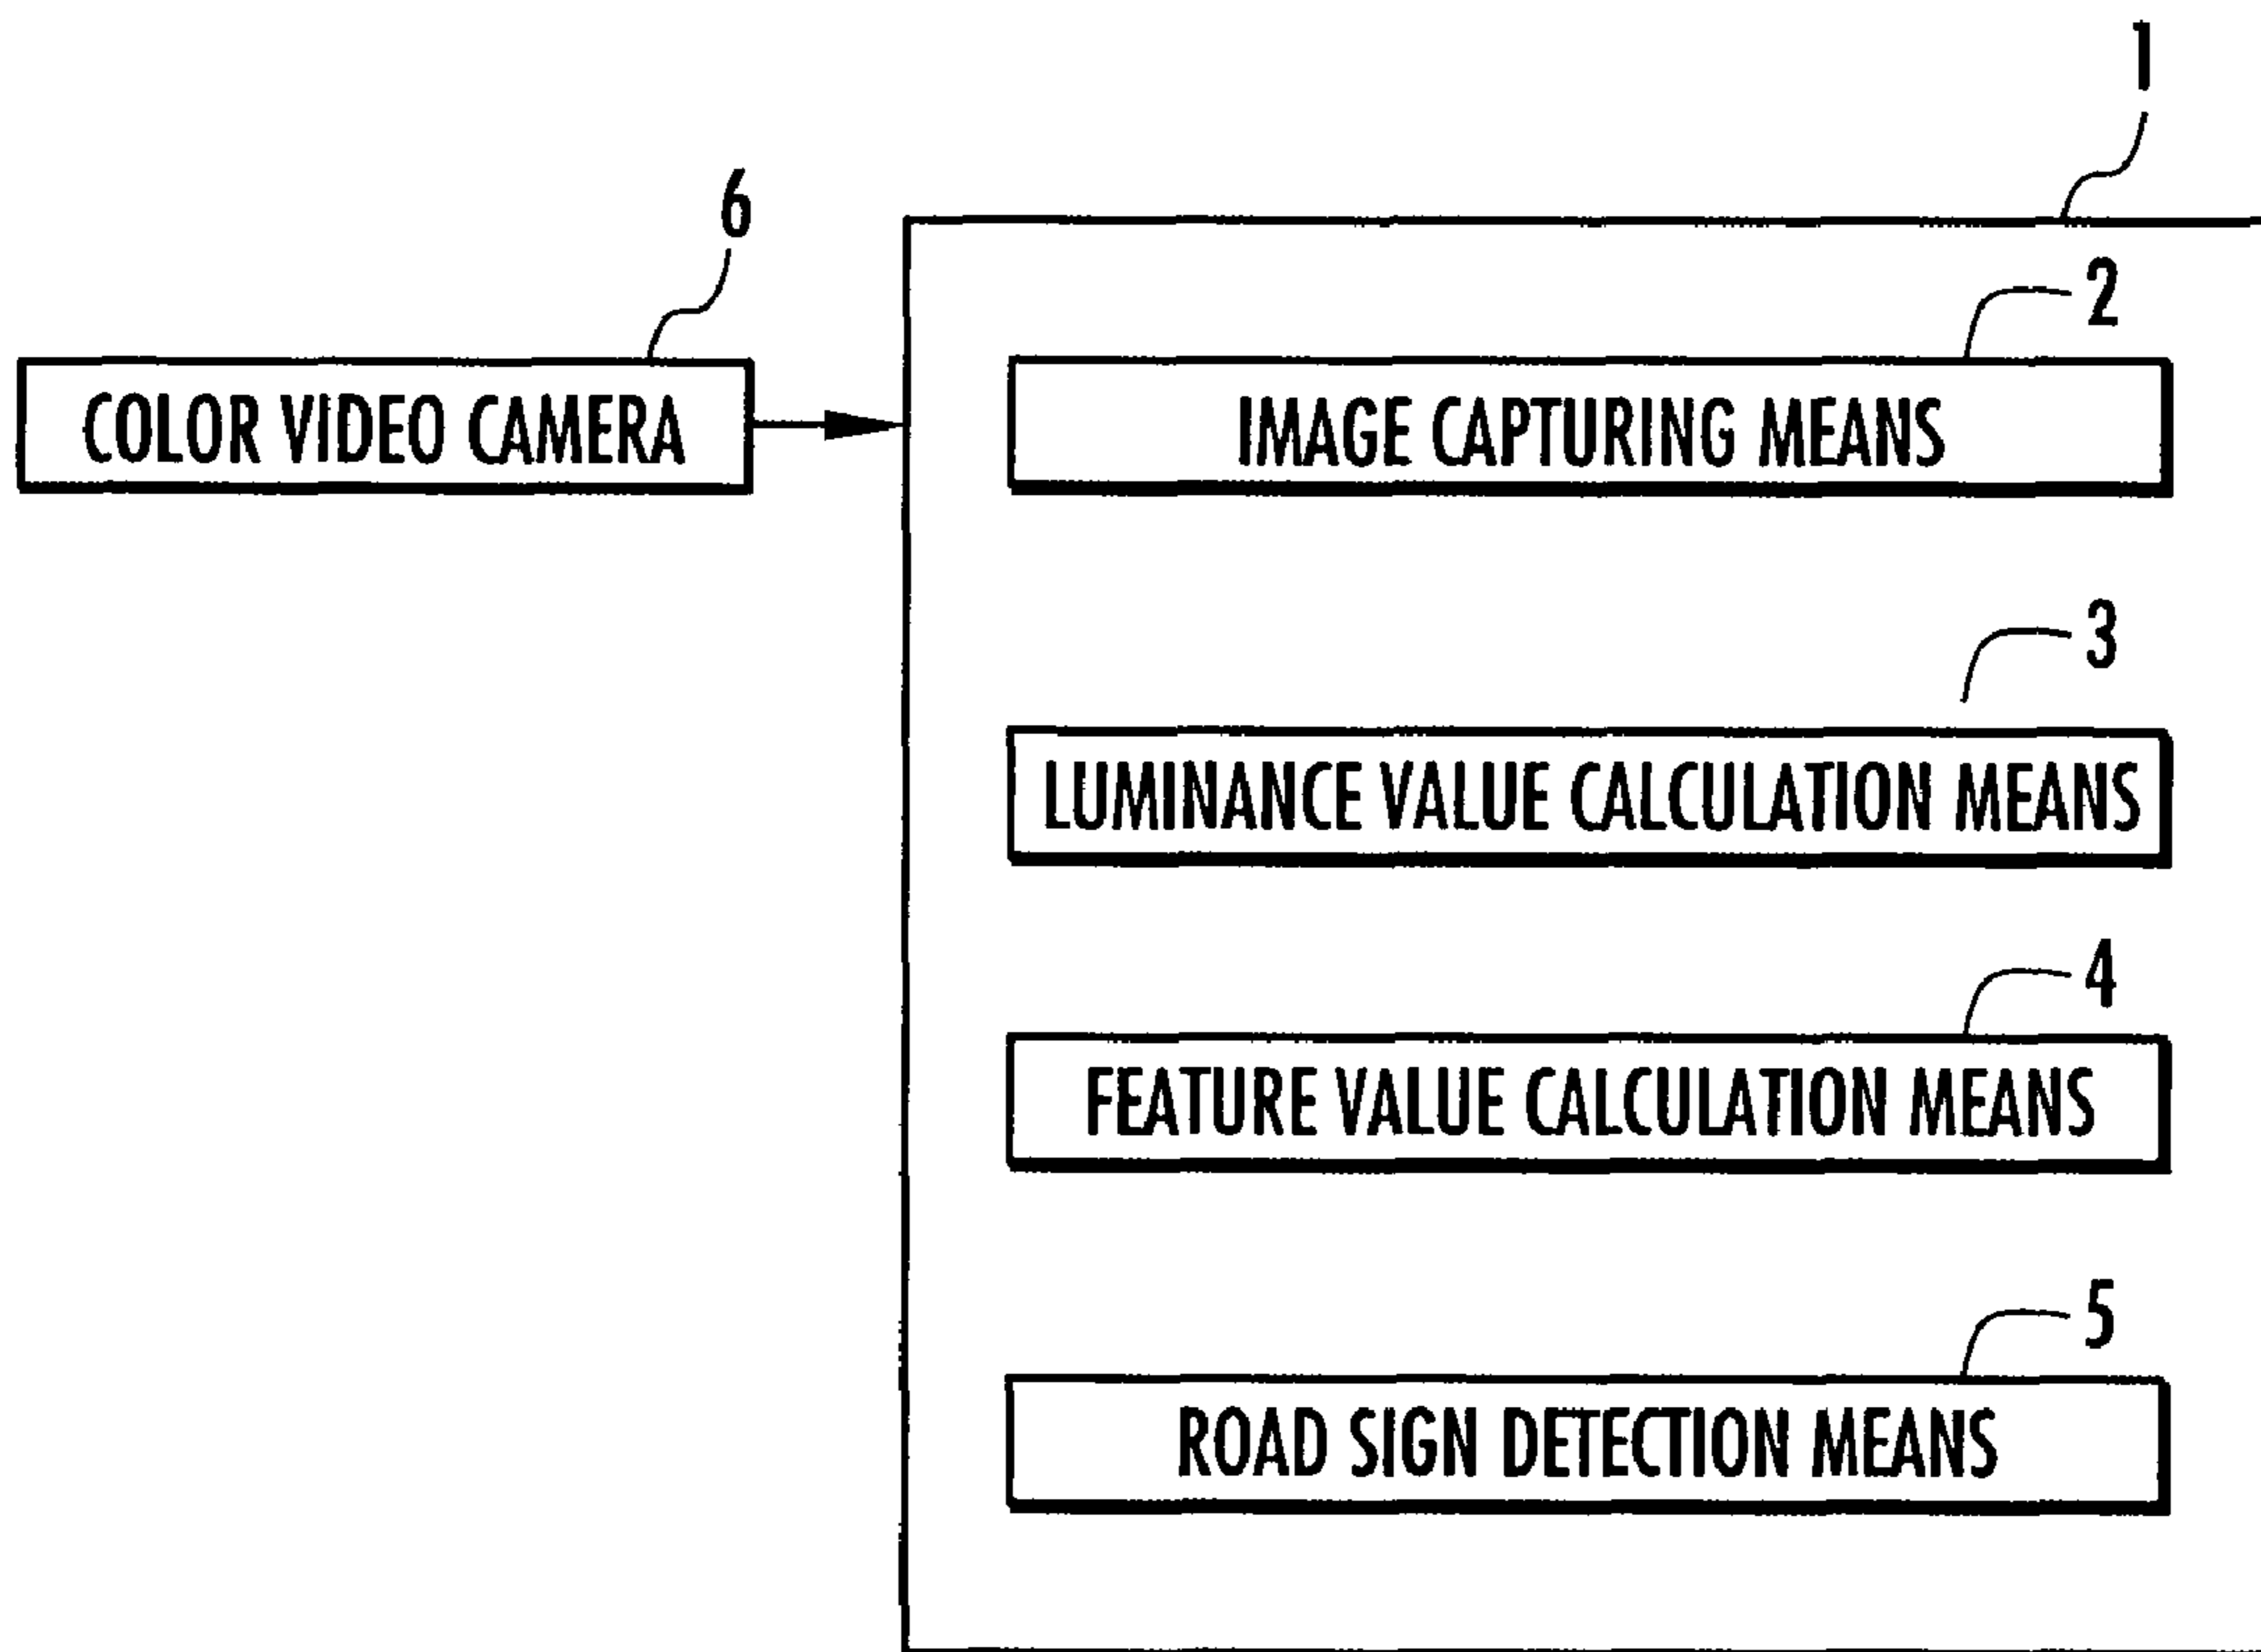 1
6
2
COLOR VIDEO CAMERA
IMAGE CAPTURING MEANS
3
LUMINANCE VALUE CALCULATION MEANS
4
FEATURE VALUE CALCULATION MEANS
5
ROAD SIGN DETECTION MEANS